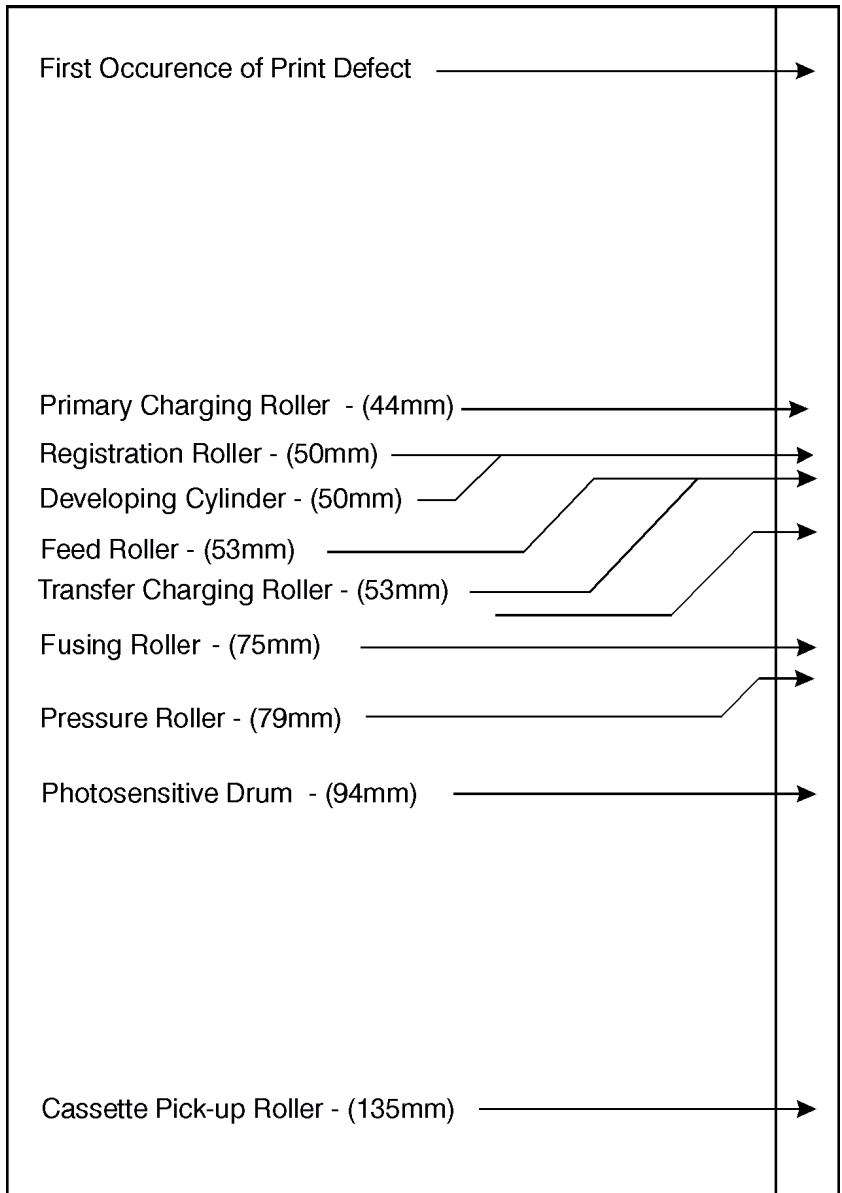 First Occurence of Print Defect
Primary Charging Roller - (44mm)
Registration Roller - (50mm)
Developing Cylinder - (50mm)
Feed Roller - (53mm)
Transfer Charging Roller - (53mm)
Fusing Roller - (75mm)
Pressure Roller - (79mm)
Photosensitive Drum - (94mm)
Cassette Pick-up Roller - (135mm)